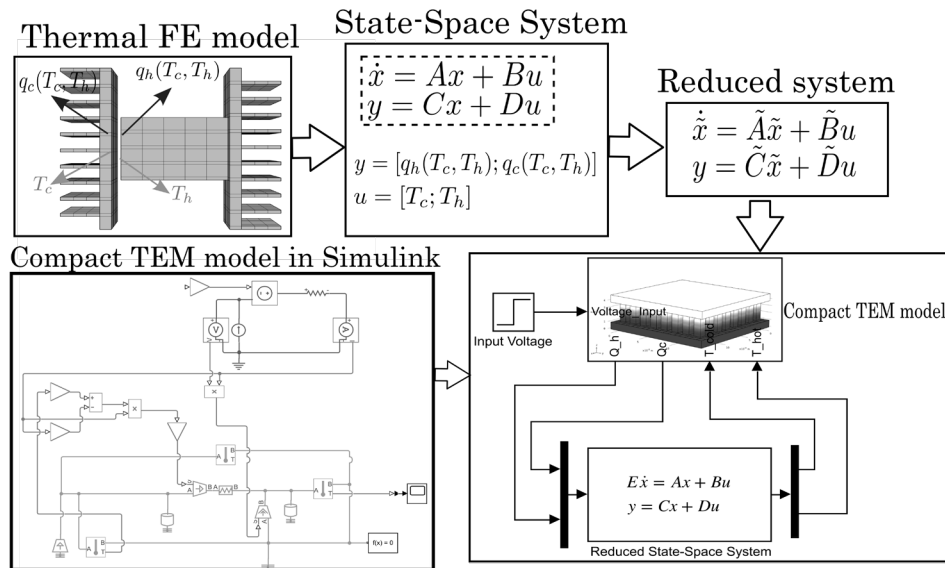 Thermal FE model
q_c(T_c, T_h)
q_h(T_c, T_h)
T_c
T_h
State-Space System
ẋ = Ax + Bu
y = Cx + Du
y = [q_h(T_c, T_h); q_c(T_c, T_h)]
u = [T_c; T_h]
Reduced system
x̃̇ = Ãx̃ + B̃u
y = C̃x̃ + D̃u
Compact TEM model in Simulink
V
A
×
+
−
×
A B T
A B
A B
A B T
A B T
f(x) = 0
Input Voltage
Voltage_Input
Q_h
Qc
T_cold
T_hot
Compact TEM model
Eẋ = Ax + Bu
y = Cx + Du
Reduced State-Space System